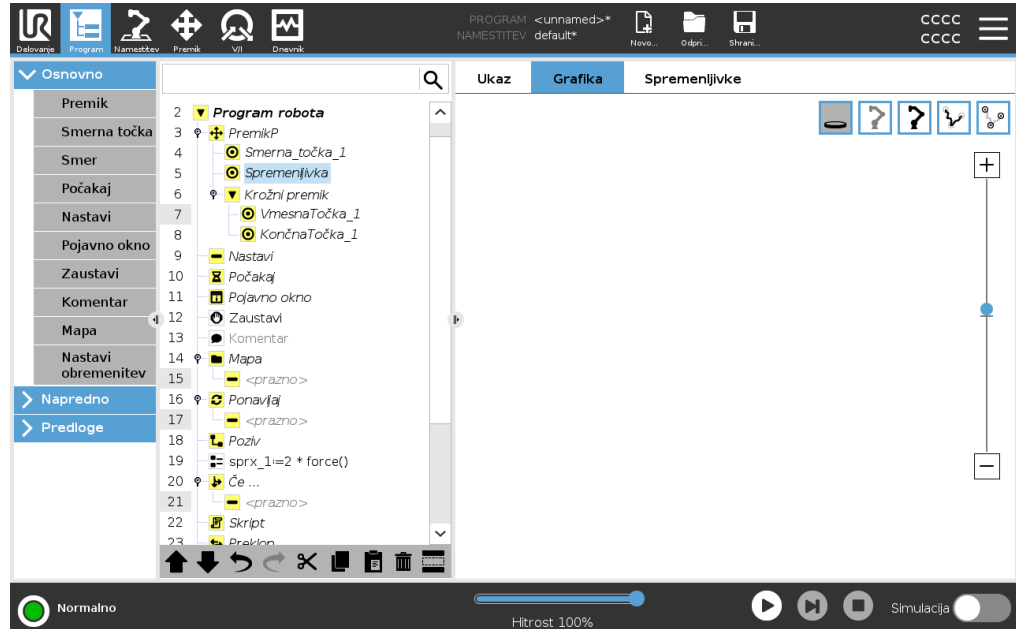 UR
PROGRAM <unnamed>*
NAMESTITEV default*
CCCC
CCCC
Delovanje Program Namestitev Premik V/I Dnevnik Novo... Odpri... Shrani...
Osnovno
Premik
Smerna točka
Smer
Počakaj
Nastavi
Pojavno okno
Zaustavi
Komentar
Mapa
Nastavi
obremenitev
Napredno
Predloge
2 Program robota
3 PremikP
4 Smerna_točka_1
5 Spremenljivka
6 Krožni premik
7 VmesnaTočka_1
8 KončnaTočka_1
9 Nastavi
10 Počakaj
11 Pojavno okno
12 Zaustavi
13 Komentar
14 Mapa
15 <prazno>
16 Ponavljaj
17 <prazno>
18 Poziv
19 sprx_1:=2 * force()
20 Če ...
21 <prazno>
22 Skript
23 Preklop
Ukaz Grafika Spremenljivke
Normalno
Hitrost 100%
Simulacija